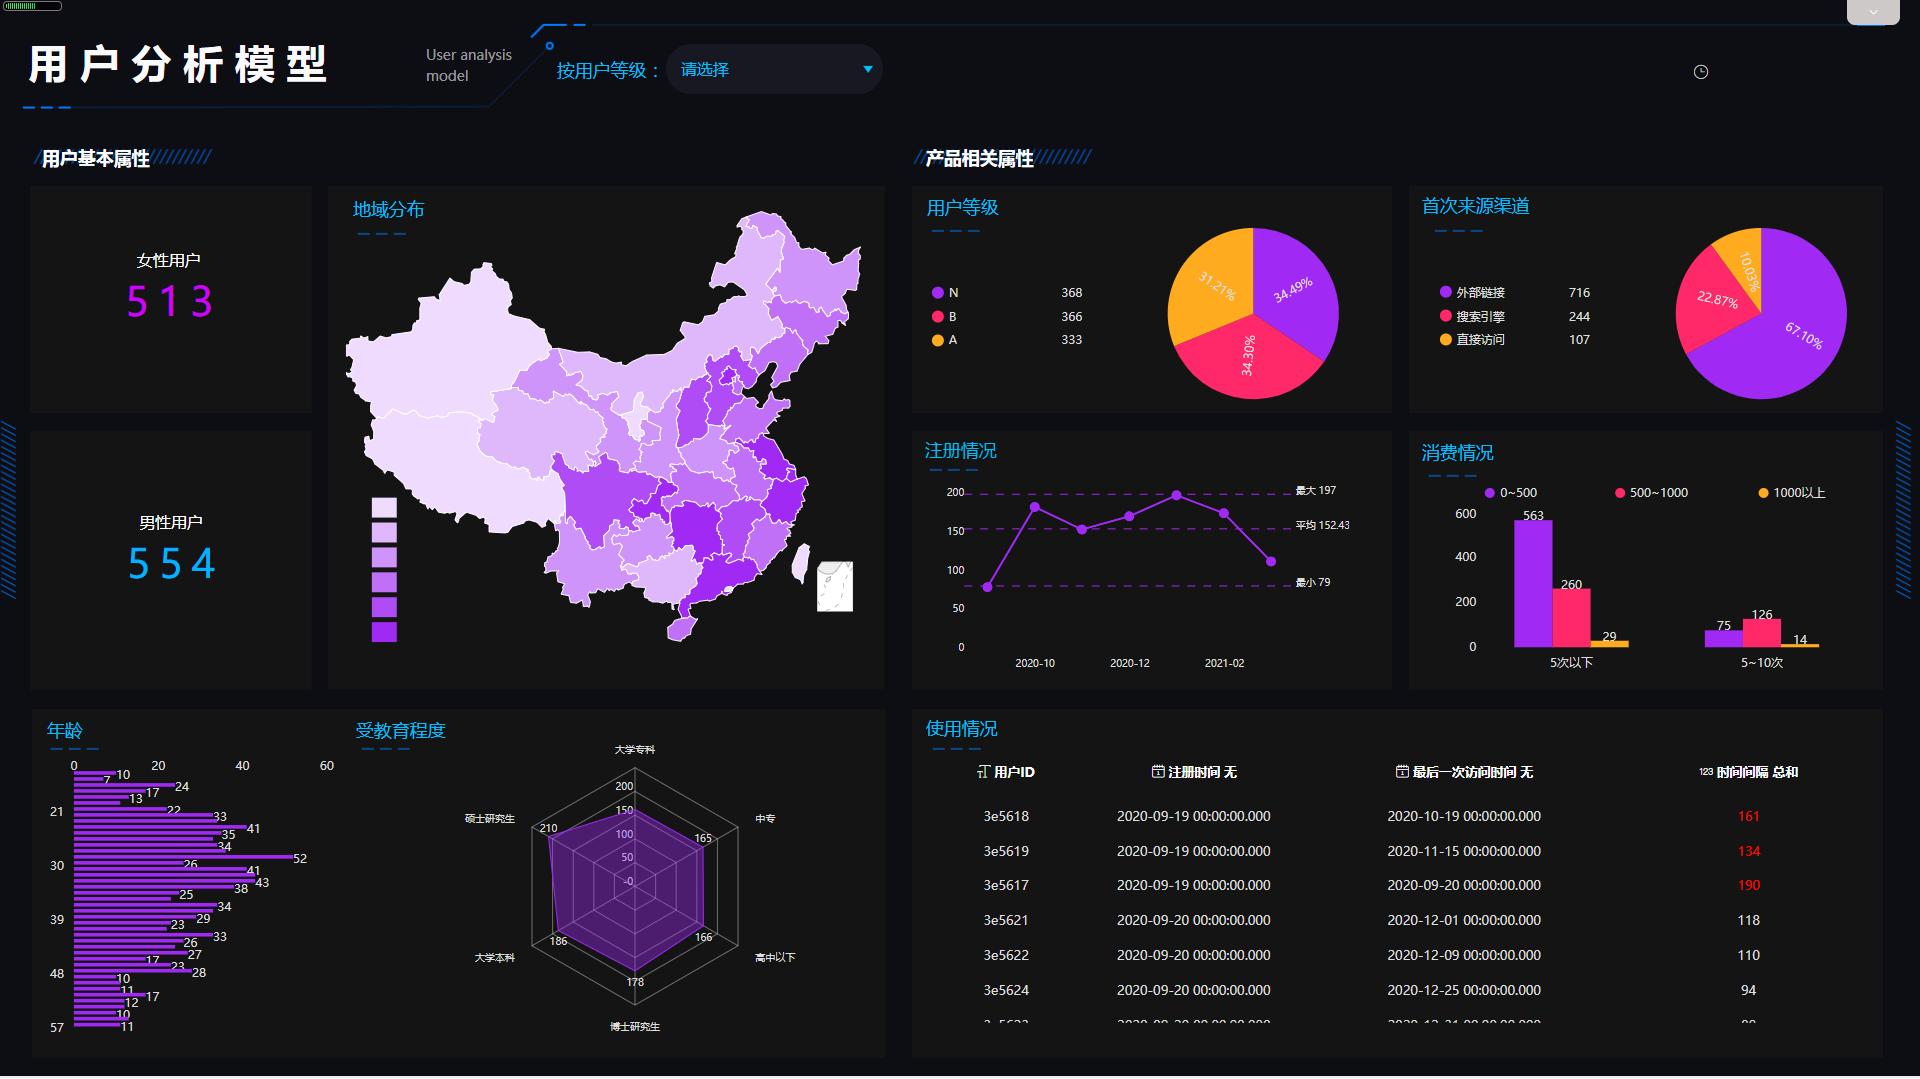 用户分析模型
User analysis
model
按用户等级：
请选择
用户基本属性
产品相关属性
女性用户
513
男性用户
554
地域分布
用户等级
N 368
B 366
A 333
34.49%
34.30%
31.21%
首次来源渠道
外部链接 716
搜索引擎 244
直接访问 107
67.10%
22.87%
10.03%
注册情况
200
150
100
50
0
最大 197
平均 152.43
最小 79
2020-10 2020-12 2021-02
消费情况
0~500 500~1000 1000以上
600
400
200
0
563
260
29
75
126
14
5次以下 5~10次
年龄
0 20 40 60
21
30
39
48
57
10
7
24
17
13
22
33
41
35
34
52
26
41
43
38
25
34
29
23
33
26
27
17
23
28
10
11
17
12
10
11
受教育程度
大学专科
中专
高中以下
博士研究生
大学本科
硕士研究生
200
150
100
50
-0
210
165
166
178
186
使用情况
用户ID 注册时间 无 最后一次访问时间 无 123 时间间隔 总和
3e5618 2020-09-19 00:00:00.000 2020-10-19 00:00:00.000 161
3e5619 2020-09-19 00:00:00.000 2020-11-15 00:00:00.000 134
3e5617 2020-09-19 00:00:00.000 2020-09-20 00:00:00.000 190
3e5621 2020-09-20 00:00:00.000 2020-12-01 00:00:00.000 118
3e5622 2020-09-20 00:00:00.000 2020-12-09 00:00:00.000 110
3e5624 2020-09-20 00:00:00.000 2020-12-25 00:00:00.000 94